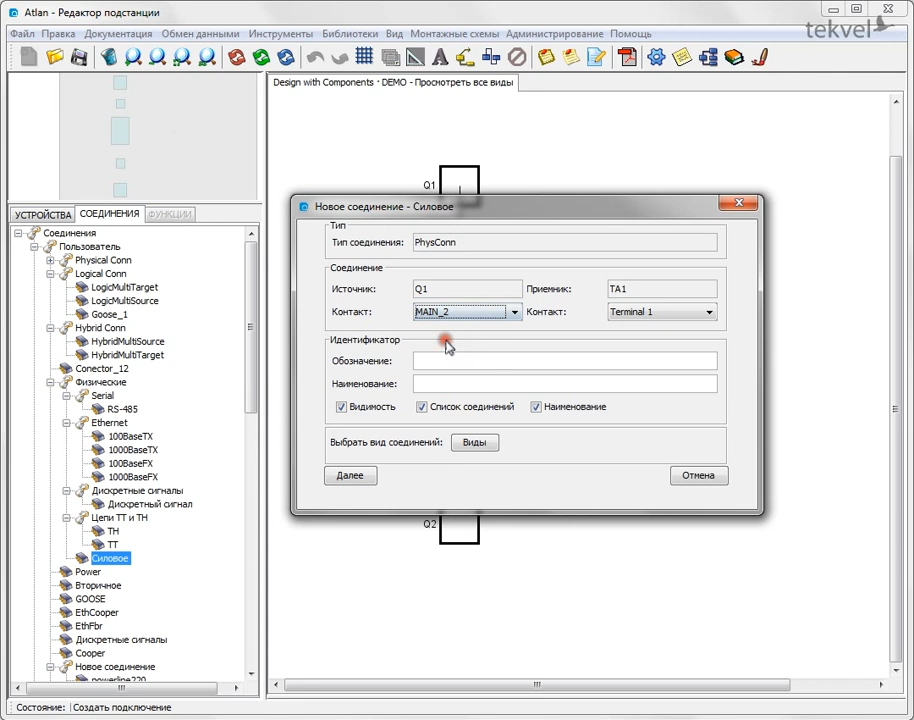 Atlan - Редактор подстанции
tekvel
Файл Правка Документация Обмен данными Инструменты Библиотеки Вид Монтажные схемы Администрирование Помощь
Design with Components * DEMO - Просмотреть все виды
УСТРОЙСТВА СОЕДИНЕНИЯ ФУНКЦИИ
Соединения
Пользователь
Physical Conn
Logical Conn
LogicMultiTarget
LogicMultiSource
Goose_1
Hybrid Conn
HybridMultiSource
HybridMultiTarget
Conector_12
Физические
Serial
RS-485
Ethernet
100BaseTX
1000BaseTX
100BaseFX
1000BaseFX
Дискретные сигналы
Дискретный сигнал
Цепи ТТ и ТН
ТН
ТТ
Силовое
Power
Вторичное
GOOSE
EthCooper
EthFbr
Дискретные сигналы
Cooper
Новое соединение
powerline220
Q1
Новое соединение - Силовое
Тип
Тип соединения: PhysConn
Соединение
Источник: Q1 Приемник: TA1
Контакт: MAIN_2 Контакт: Terminal 1
Идентификатор
Обозначение:
Наименование:
Видимость Список соединений Наименование
Выбрать вид соединений: Виды
Далее Отмена
Q2
Состояние: Создать подключение